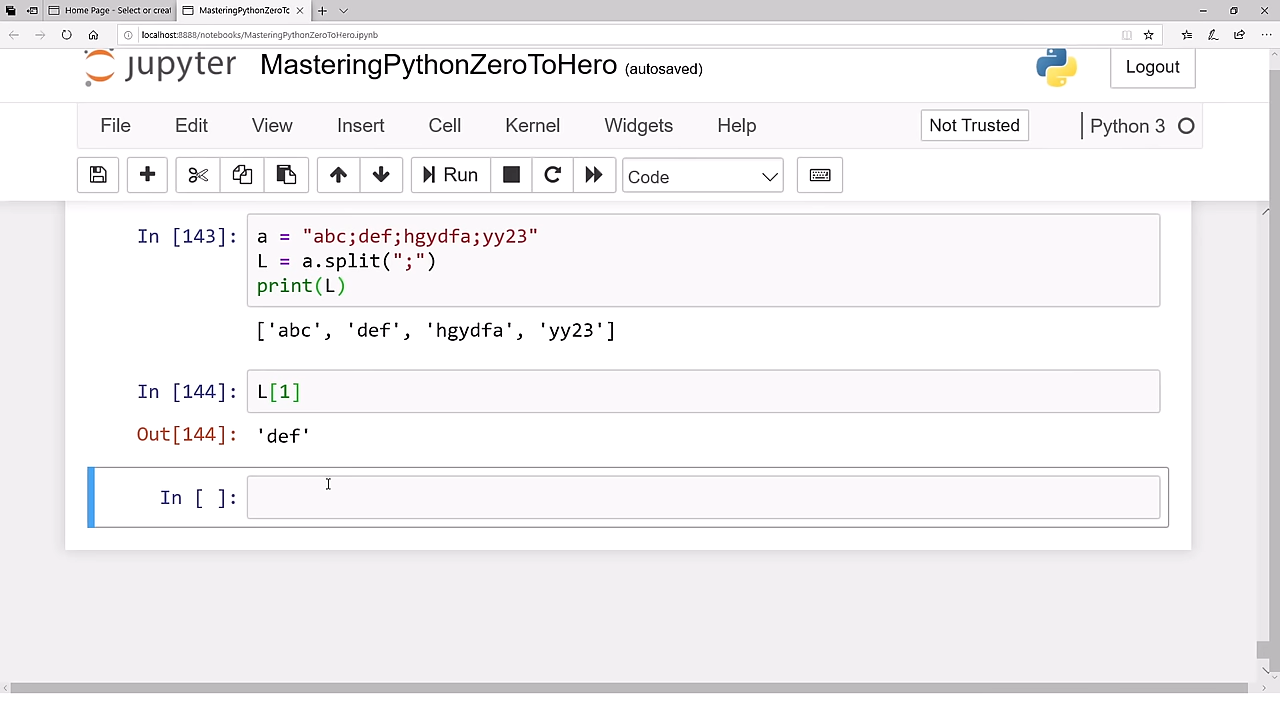 Home Page - Select or creat
MasteringPythonZeroTo
localhost:8888/notebooks/MasteringPythonZeroToHero.ipynb
jupyter MasteringPythonZeroToHero (autosaved)
Logout
File Edit View Insert Cell Kernel Widgets Help
Not Trusted
Python 3
Run
Code
In [143]: a = "abc;def;hgydfa;yy23"
L = a.split(";")
print(L)
['abc', 'def', 'hgydfa', 'yy23']
In [144]: L[1]
Out[144]: 'def'
In [ ]: